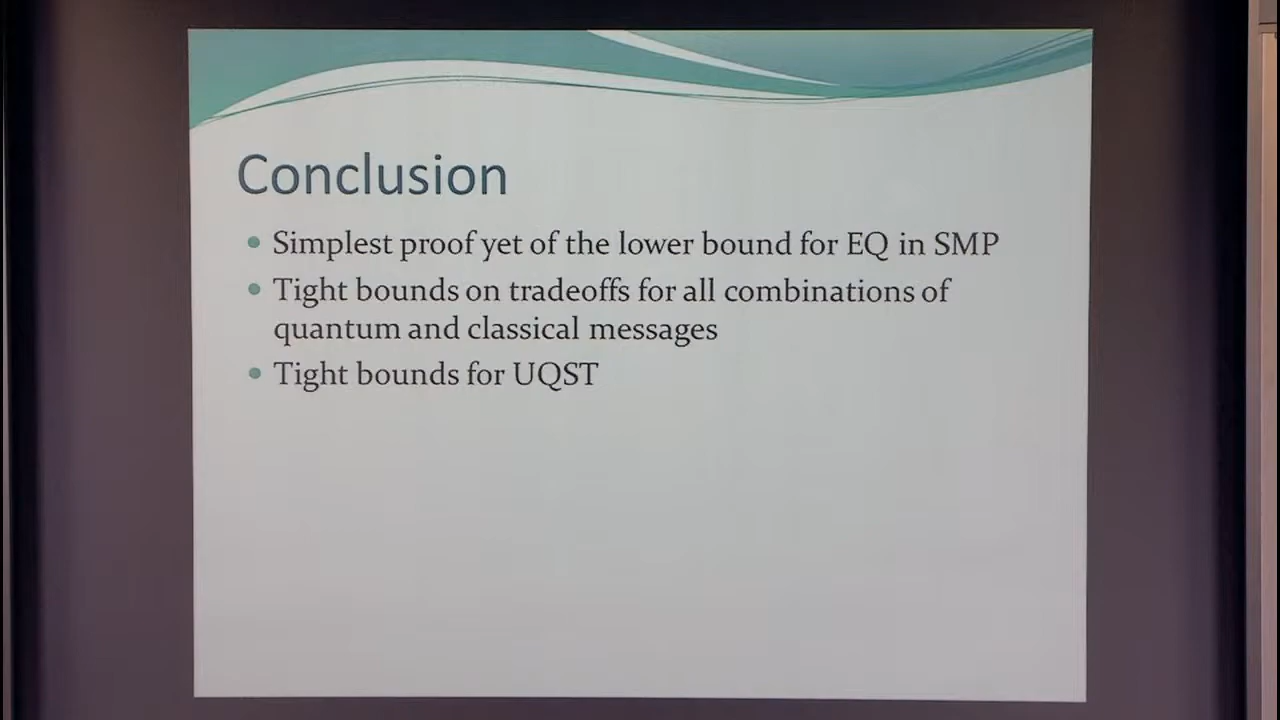 Conclusion
Simplest proof yet of the lower bound for EQ in SMP
Tight bounds on tradeoffs for all combinations of
quantum and classical messages
Tight bounds for UQST